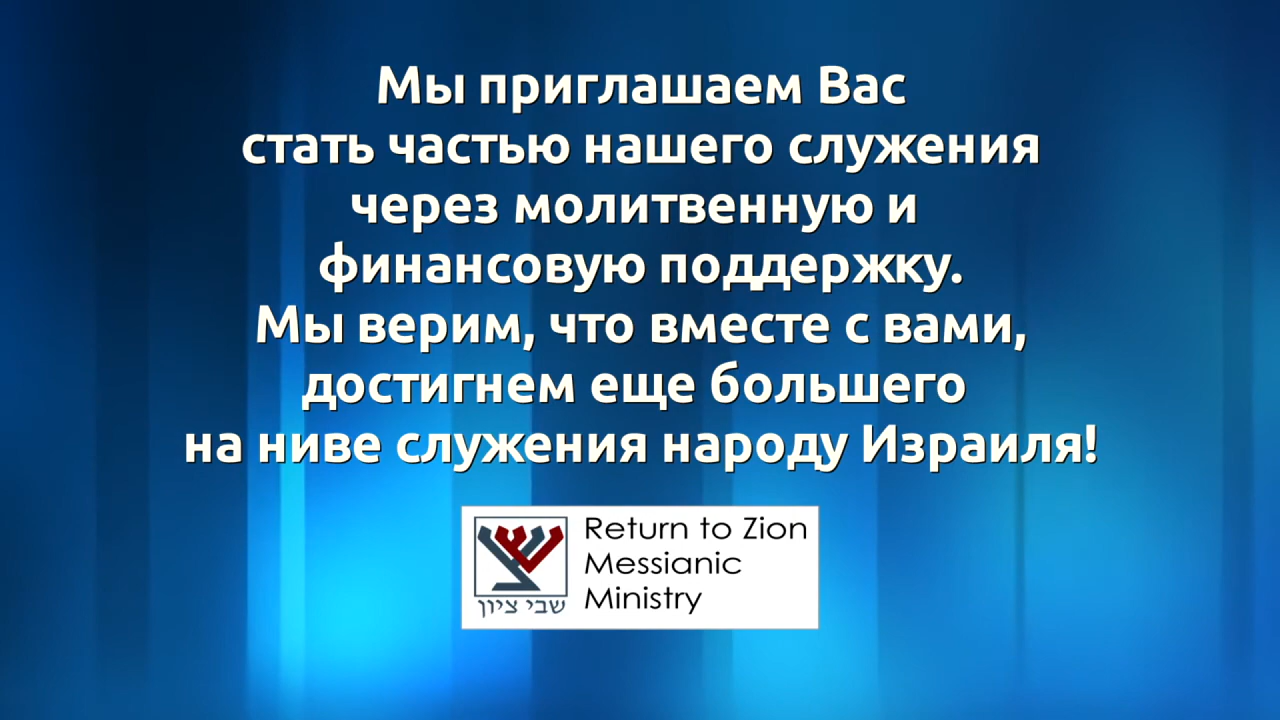 Мы приглашаем Вас
стать частью нашего служения
через молитвенную и
финансовую поддержку.
Мы верим, что вместе с вами,
достигнем еще большего
на ниве служения народу Израиля!
Return to Zion
Messianic
Ministry
שבי ציון